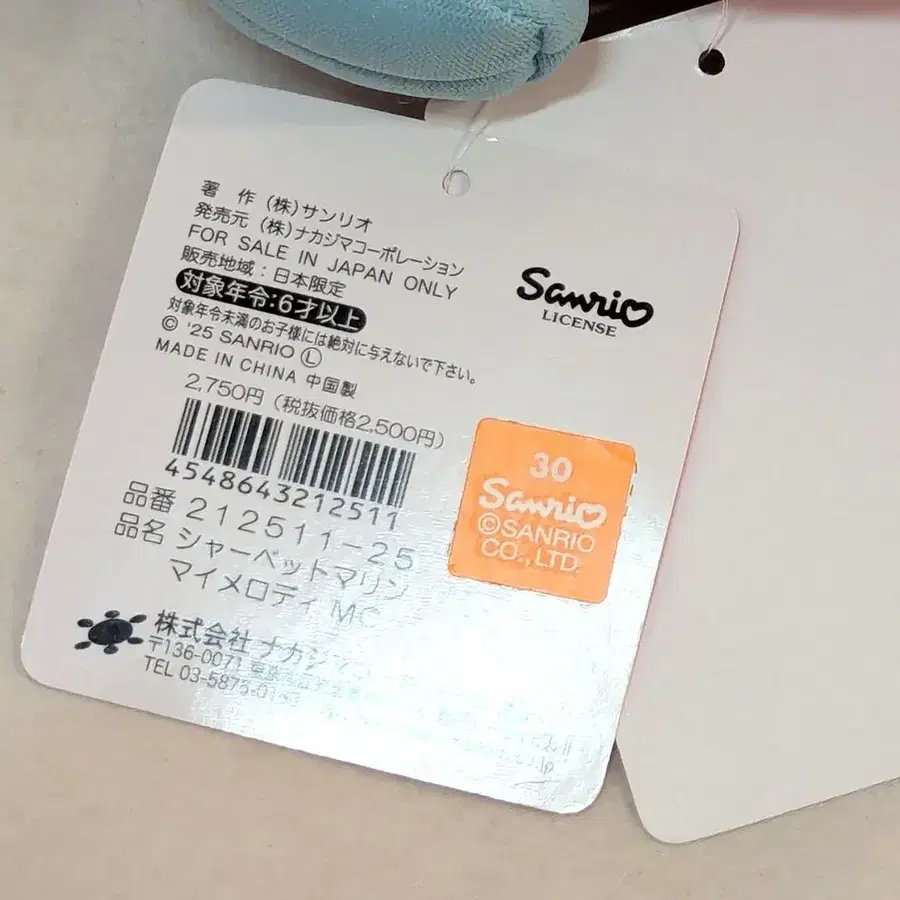 著 作 (株)サンリオ
発売元 (株)ナカジマコーポレーション
FOR SALE IN JAPAN ONLY
販売地域:日本限定
対象年令:6才以上
対象年令未満のお子様には絶対に与えないで下さい。
© '25 SANRIO Ⓛ
MADE IN CHINA 中国製
2,750円 (税抜価格2,500円)
4548643212511
品番 212511-25
品名 シャーベットマリン
マイメロディ MC
株式会社 ナカジマ
〒136-0071
TEL 03-5875-01
Sanrio
LICENSE
30
Sanrio
©SANRIO
CO.,LTD.